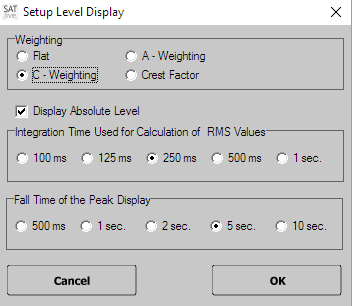 SAT
live
Setup Level Display
Weighting
Flat
A - Weighting
C - Weighting
Crest Factor
Display Absolute Level
Integration Time Used for Calculation of RMS Values
100 ms 125 ms 250 ms 500 ms 1 sec.
Fall Time of the Peak Display
500 ms 1 sec. 2 sec. 5 sec. 10 sec.
Cancel OK